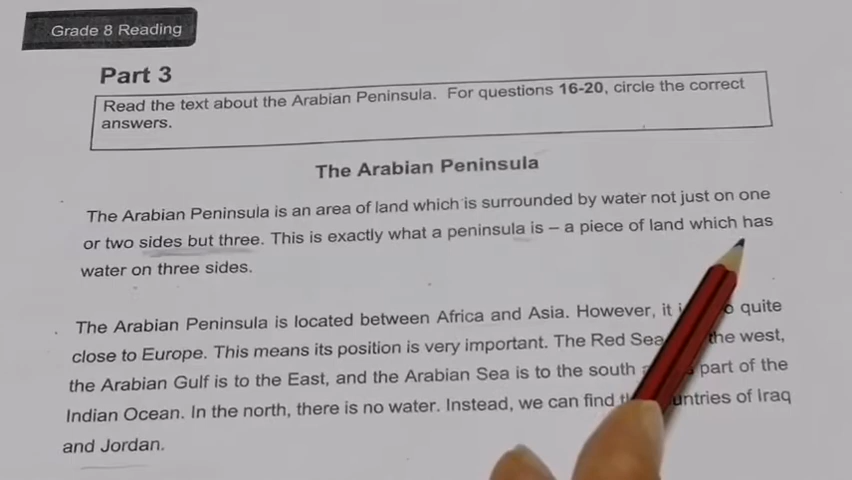 Grade 8 Reading
Part 3
Read the text about the Arabian Peninsula. For questions 16-20, circle the correct
answers.
The Arabian Peninsula
The Arabian Peninsula is an area of land which is surrounded by water not just on one
or two sides but three. This is exactly what a peninsula is – a piece of land which has
water on three sides.
The Arabian Peninsula is located between Africa and Asia. However, it quite
close to Europe. This means its position is very important. The Red Sea the west,
the Arabian Gulf is to the East, and the Arabian Sea is to the south part of the
Indian Ocean. In the north, there is no water. Instead, we can find of Iraq
and Jordan.